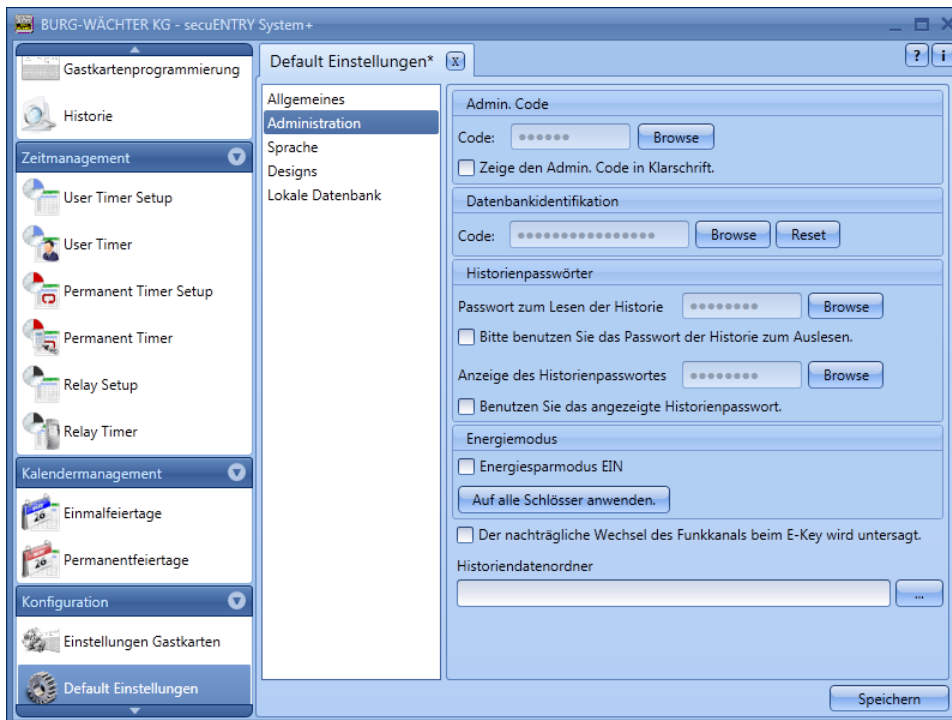 BURG-WÄCHTER KG - secuENTRY System+
Gastkartenprogrammierung
Historie
Zeitmanagement
User Timer Setup
User Timer
Permanent Timer Setup
Permanent Timer
Relay Setup
Relay Timer
Kalendermanagement
Einmalfeiertage
Permanentfeiertage
Konfiguration
Einstellungen Gastkarten
Default Einstellungen
Default Einstellungen* x
? i
Allgemeines
Administration
Sprache
Designs
Lokale Datenbank
Admin. Code
Code: ●●●●●● Browse
Zeige den Admin. Code in Klarschrift.
Datenbankidentifikation
Code: ●●●●●●●●●●●●●●●● Browse Reset
Historienpasswörter
Passwort zum Lesen der Historie ●●●●●●●● Browse
Bitte benutzen Sie das Passwort der Historie zum Auslesen.
Anzeige des Historienpasswortes ●●●●●●●● Browse
Benutzen Sie das angezeigte Historienpasswort.
Energiemodus
Energiesparmodus EIN
Auf alle Schlösser anwenden.
Der nachträgliche Wechsel des Funkkanals beim E-Key wird untersagt.
Historiendatenordner
...
Speichern